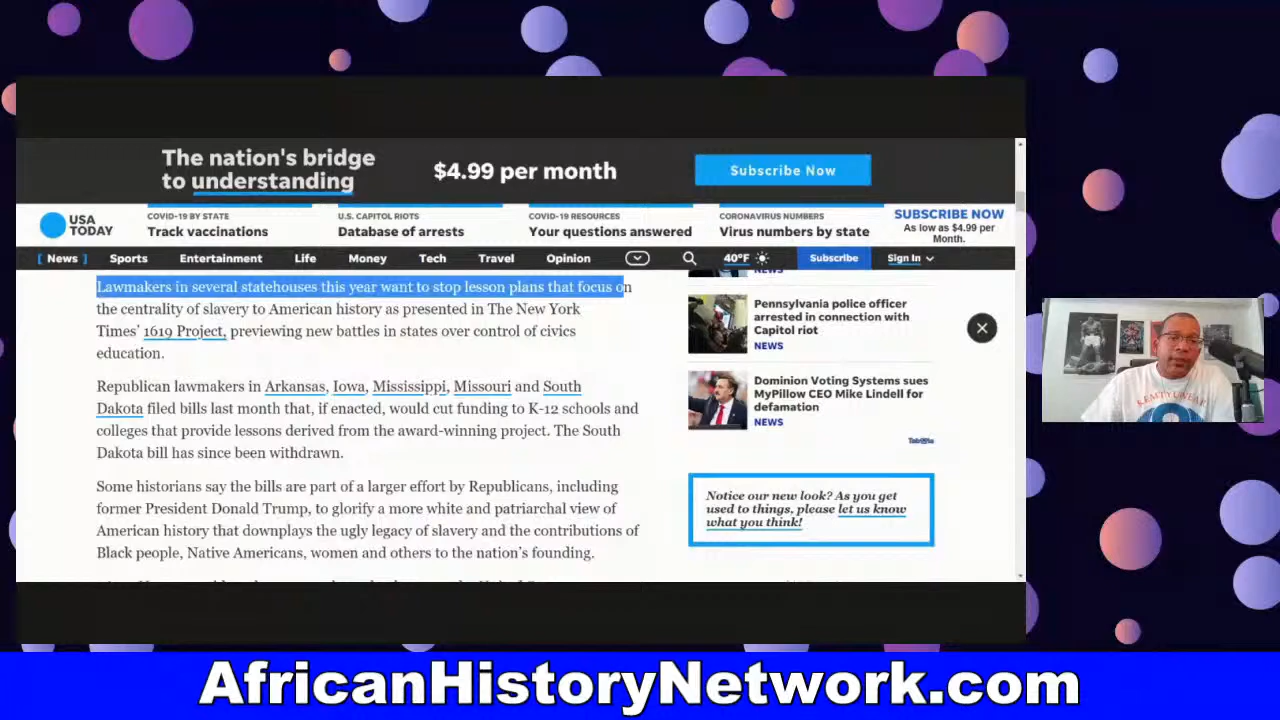 The nation's bridge
to understanding
$4.99 per month
Subscribe Now
USA
TODAY
COVID-19 BY STATE
Track vaccinations
U.S. CAPITOL RIOTS
Database of arrests
COVID-19 RESOURCES
Your questions answered
CORONAVIRUS NUMBERS
Virus numbers by state
SUBSCRIBE NOW
As low as $4.99 per
Month.
[ News ]
Sports
Entertainment
Life
Money
Tech
Travel
Opinion
40°F
Subscribe
Sign In
Lawmakers in several statehouses this year want to stop lesson plans that focus on
the centrality of slavery to American history as presented in The New York
Times' 1619 Project, previewing new battles in states over control of civics
education.
Republican lawmakers in Arkansas, Iowa, Mississippi, Missouri and South
Dakota filed bills last month that, if enacted, would cut funding to K-12 schools and
colleges that provide lessons derived from the award-winning project. The South
Dakota bill has since been withdrawn.
Some historians say the bills are part of a larger effort by Republicans, including
former President Donald Trump, to glorify a more white and patriarchal view of
American history that downplays the ugly legacy of slavery and the contributions of
Black people, Native Americans, women and others to the nation's founding.
NEWS
Pennsylvania police officer
arrested in connection with
Capitol riot
NEWS
Dominion Voting Systems sues
MyPillow CEO Mike Lindell for
defamation
NEWS
Notice our new look? As you get
used to things, please let us know
what you think!
AfricanHistoryNetwork.com